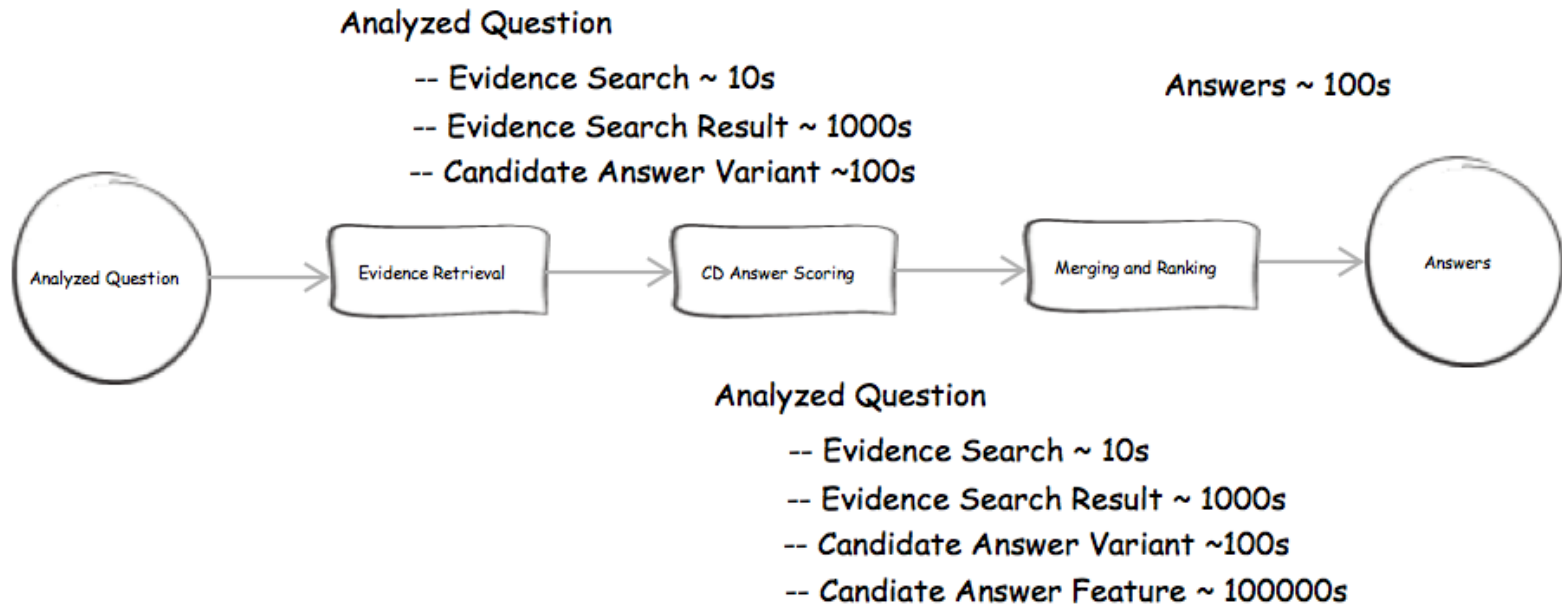 Analyzed Question
-- Evidence Search ~ 10s
-- Evidence Search Result ~ 1000s
-- Candidate Answer Variant ~100s
Answers ~ 100s
Analyzed Question
Evidence Retrieval
CD Answer Scoring
Merging and Ranking
Answers
Analyzed Question
-- Evidence Search ~ 10s
-- Evidence Search Result ~ 1000s
-- Candidate Answer Variant ~100s
-- Candiate Answer Feature ~ 100000s